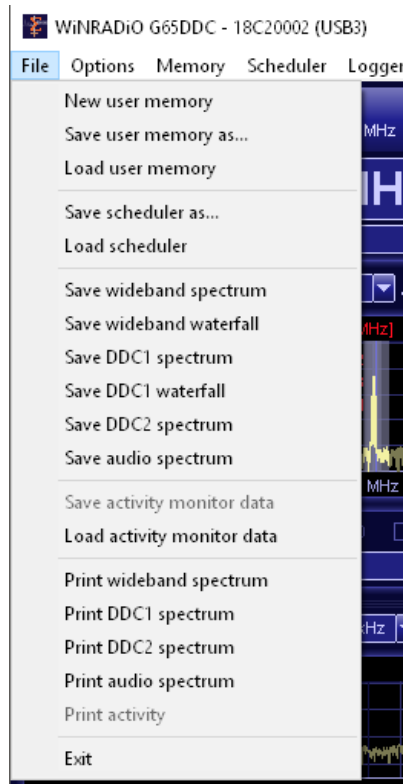 WiNRADiO G65DDC - 18C20002 (USB3)
File Options Memory Scheduler Logger
New user memory
Save user memory as...
MHz
Load user memory
Save scheduler as...
Load scheduler
Save wideband spectrum
Save wideband waterfall
MHz]
Save DDC1 spectrum
Save DDC1 waterfall
Save DDC2 spectrum
Save audio spectrum
MHz
Save activity monitor data
Load activity monitor data
Print wideband spectrum
Print DDC1 spectrum
kHz
Print DDC2 spectrum
Print audio spectrum
Print activity
Exit